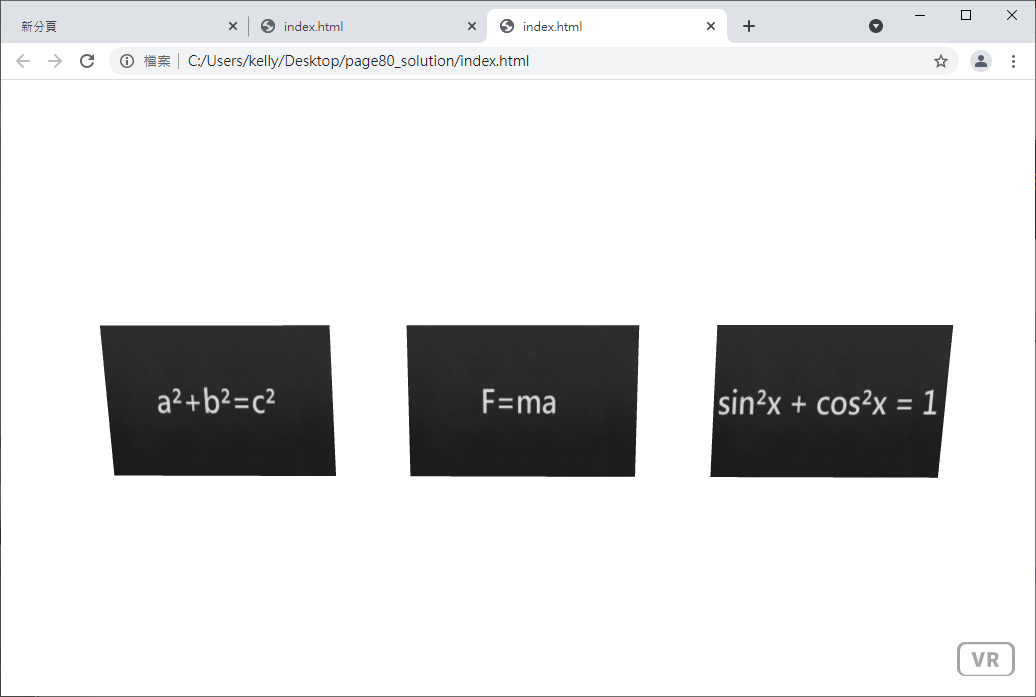 新分頁
index.html
index.html
檔案
C:/Users/kelly/Desktop/page80_solution/index.html
a²+b²=c²
F=ma
sin²x + cos²x = 1
VR